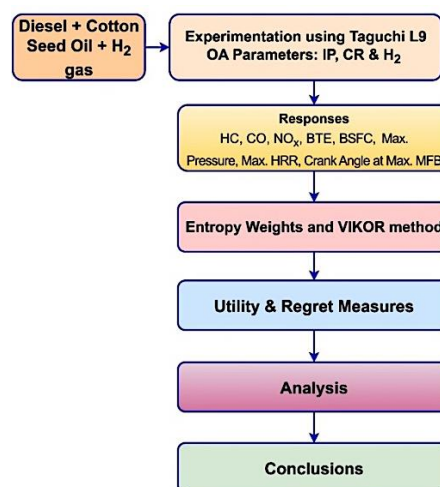 Diesel + Cotton
Seed Oil + H₂
gas
Experimentation using Taguchi L9
OA Parameters: IP, CR & H₂
Responses
HC, CO, NOₓ, BTE, BSFC, Max.
Pressure, Max. HRR, Crank Angle at Max. MFB
Entropy Weights and VIKOR method
Utility & Regret Measures
Analysis
Conclusions